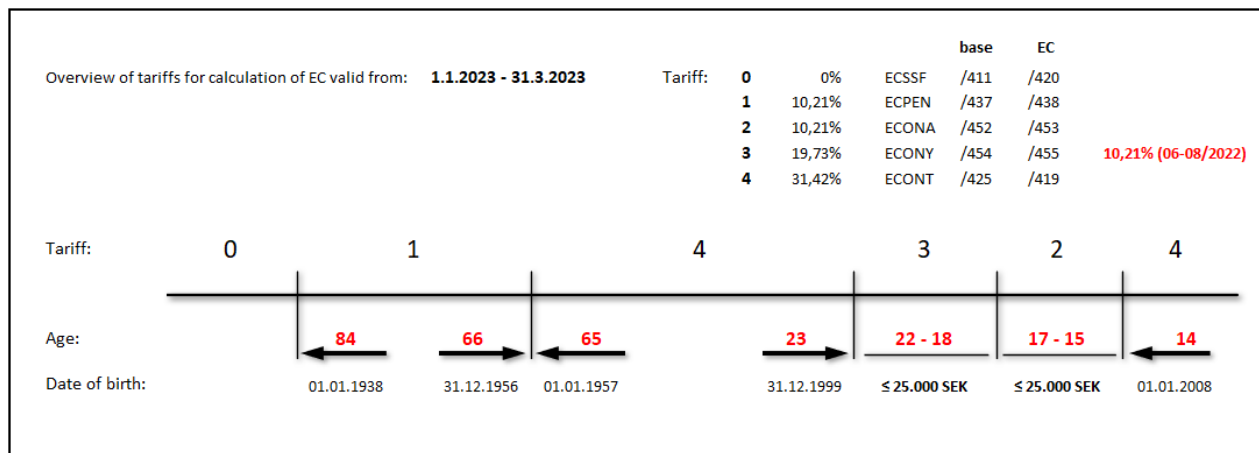 base EC
Overview of tariffs for calculation of EC valid from: 1.1.2023 - 31.3.2023 Tariff: 0 0% ECSSF /411 /420
1 10,21% ECPEN /437 /438
2 10,21% ECONA /452 /453
3 19,73% ECONY /454 /455 10,21% (06-08/2022)
4 31,42% ECONT /425 /419
Tariff: 0 1 4 3 2 4
Age: 84 66 65 23 22 - 18 17 - 15 14
Date of birth: 01.01.1938 31.12.1956 01.01.1957 31.12.1999 ≤ 25.000 SEK ≤ 25.000 SEK 01.01.2008